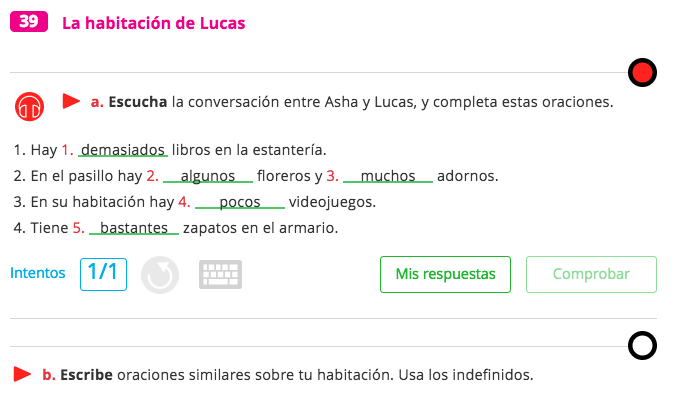 39 La habitación de Lucas
a. Escucha la conversación entre Asha y Lucas, y completa estas oraciones.
1. Hay 1. demasiados libros en la estantería.
2. En el pasillo hay 2. algunos floreros y 3. muchos adornos.
3. En su habitación hay 4. pocos videojuegos.
4. Tiene 5. bastantes zapatos en el armario.
Intentos 1/1 Mis respuestas Comprobar
b. Escribe oraciones similares sobre tu habitación. Usa los indefinidos.